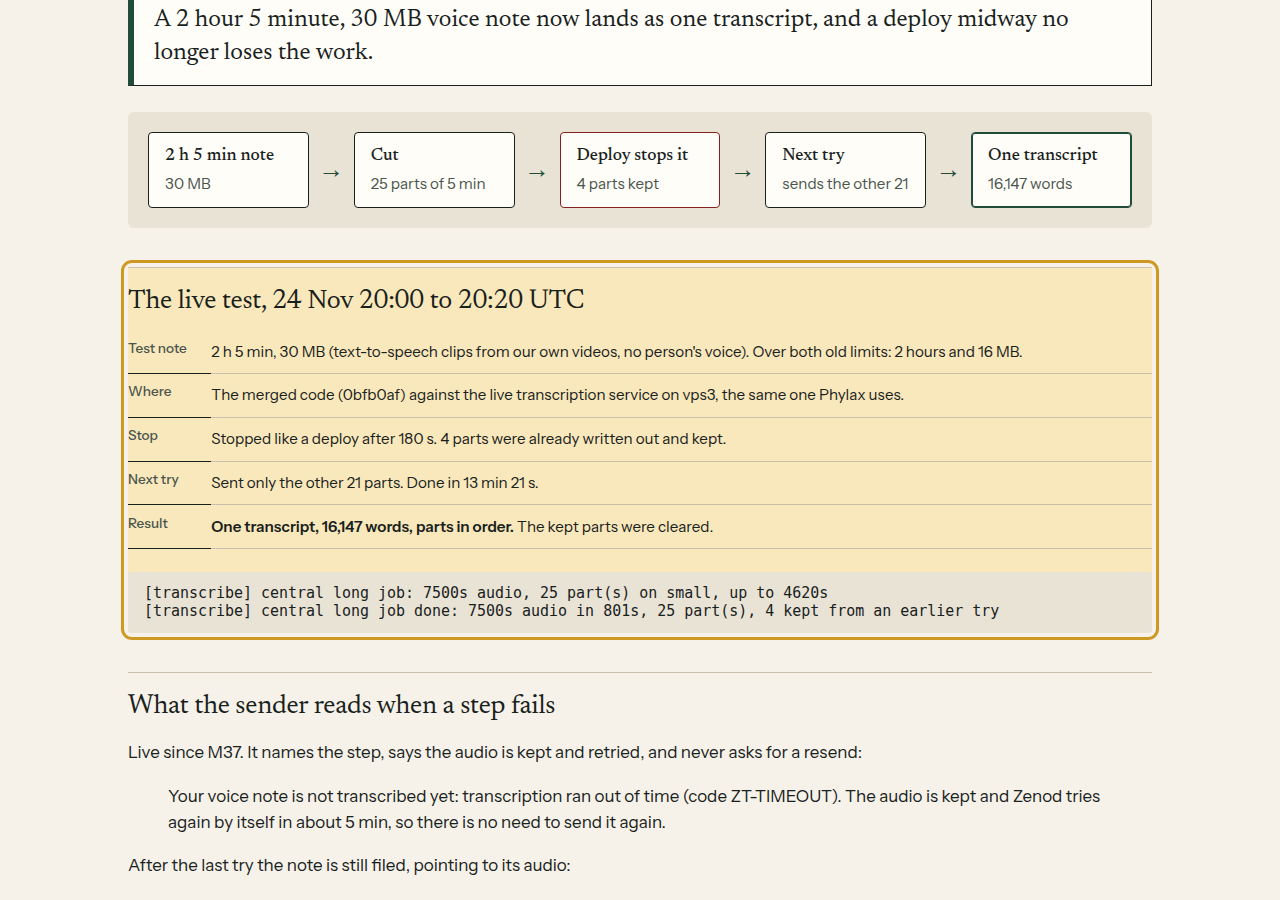 A 2 hour 5 minute, 30 MB voice note now lands as one transcript, and a deploy midway no
longer loses the work.
2 h 5 min note
30 MB
→
Cut
25 parts of 5 min
→
Deploy stops it
4 parts kept
→
Next try
sends the other 21
→
One transcript
16,147 words
The live test, 24 Nov 20:00 to 20:20 UTC
Test note 2 h 5 min, 30 MB (text-to-speech clips from our own videos, no person's voice). Over both old limits: 2 hours and 16 MB.
Where The merged code (0bfb0af) against the live transcription service on vps3, the same one Phylax uses.
Stop Stopped like a deploy after 180 s. 4 parts were already written out and kept.
Next try Sent only the other 21 parts. Done in 13 min 21 s.
Result One transcript, 16,147 words, parts in order. The kept parts were cleared.
[transcribe] central long job: 7500s audio, 25 part(s) on small, up to 4620s
[transcribe] central long job done: 7500s audio in 801s, 25 part(s), 4 kept from an earlier try
What the sender reads when a step fails
Live since M37. It names the step, says the audio is kept and retried, and never asks for a resend:
Your voice note is not transcribed yet: transcription ran out of time (code ZT-TIMEOUT). The audio is kept and Zenod tries
again by itself in about 5 min, so there is no need to send it again.
After the last try the note is still filed, pointing to its audio: